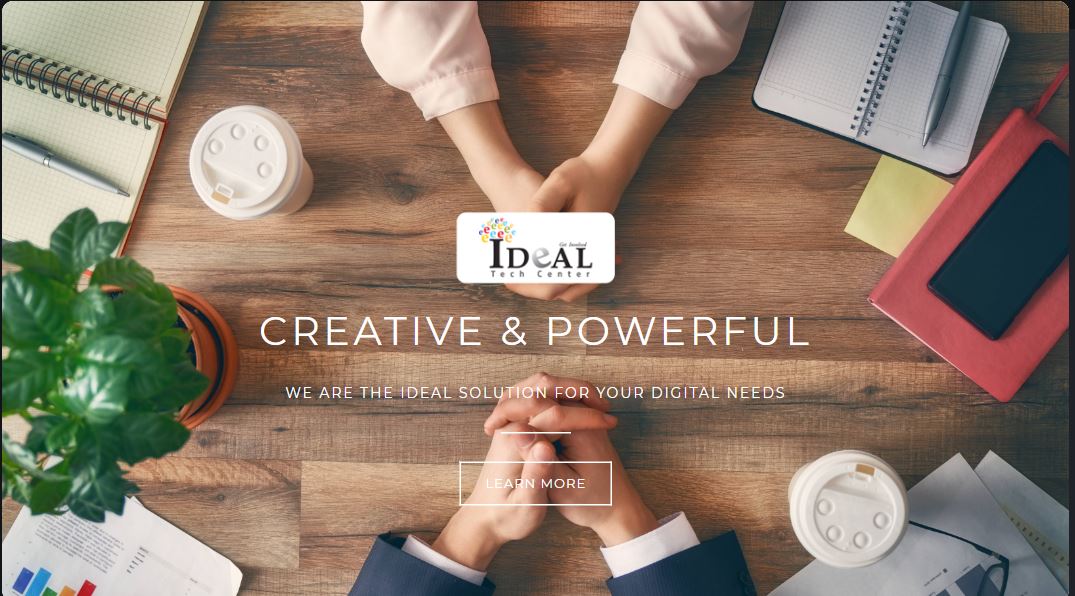 Get Involved
IDeAL
Tech Center
CREATIVE & POWERFUL
WE ARE THE IDEAL SOLUTION FOR YOUR DIGITAL NEEDS
LEARN MORE